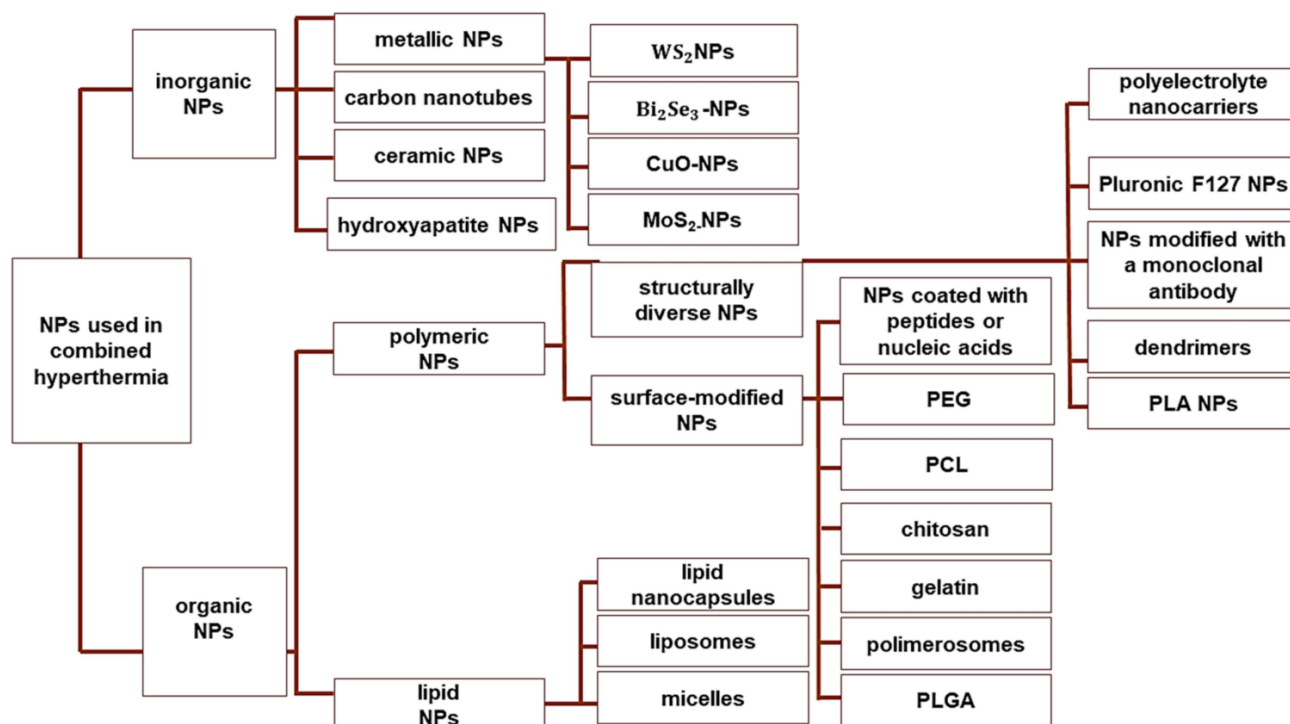 NPs used in
combined
hyperthermia
inorganic
NPs
metallic NPs
carbon nanotubes
ceramic NPs
hydroxyapatite NPs
WS₂NPs
Bi₂Se₃-NPs
CuO-NPs
MoS₂-NPs
organic
NPs
polymeric
NPs
structurally
diverse NPs
polyelectrolyte
nanocarriers
Pluronic F127 NPs
NPs modified with
a monoclonal
antibody
dendrimers
PLA NPs
surface-modified
NPs
NPs coated with
peptides or
nucleic acids
PEG
PCL
chitosan
gelatin
polimerosomes
PLGA
lipid
NPs
lipid
nanocapsules
liposomes
micelles